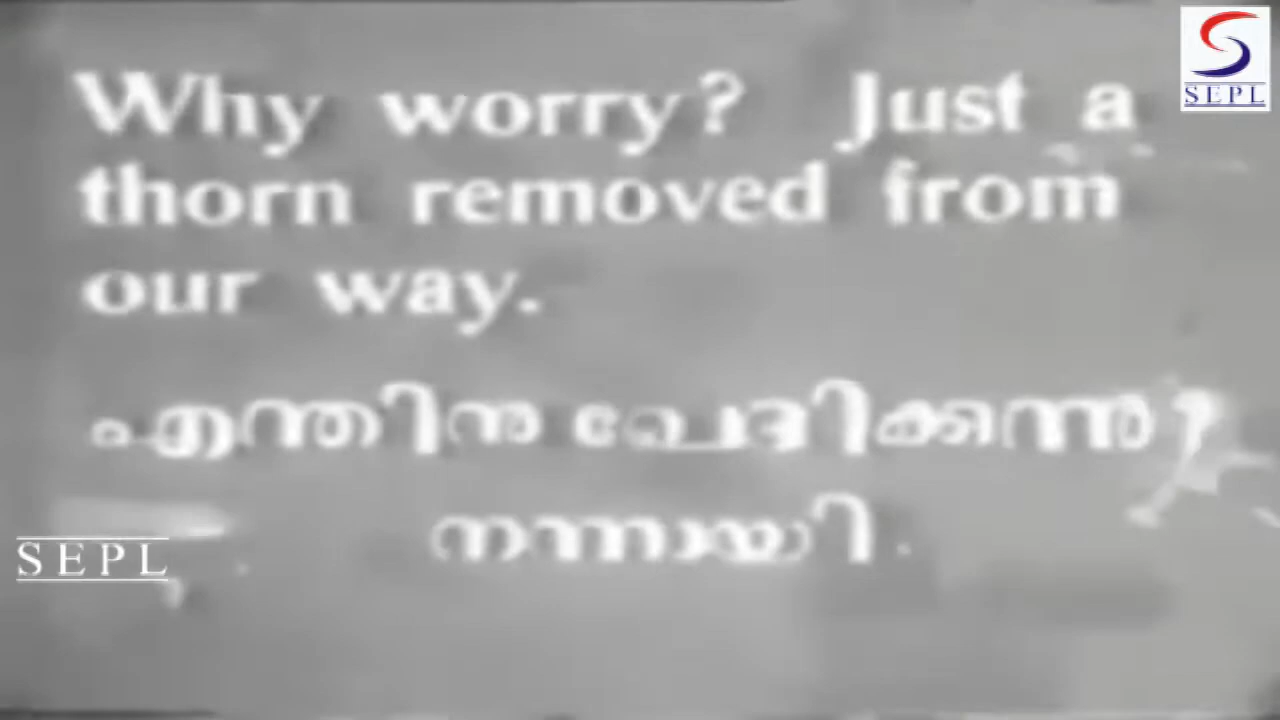 SEPL
Why worry? Just a
thorn removed from
our way.
എന്തിനു ഖേദിക്കുന്നു?
നന്നായി.
SEPL